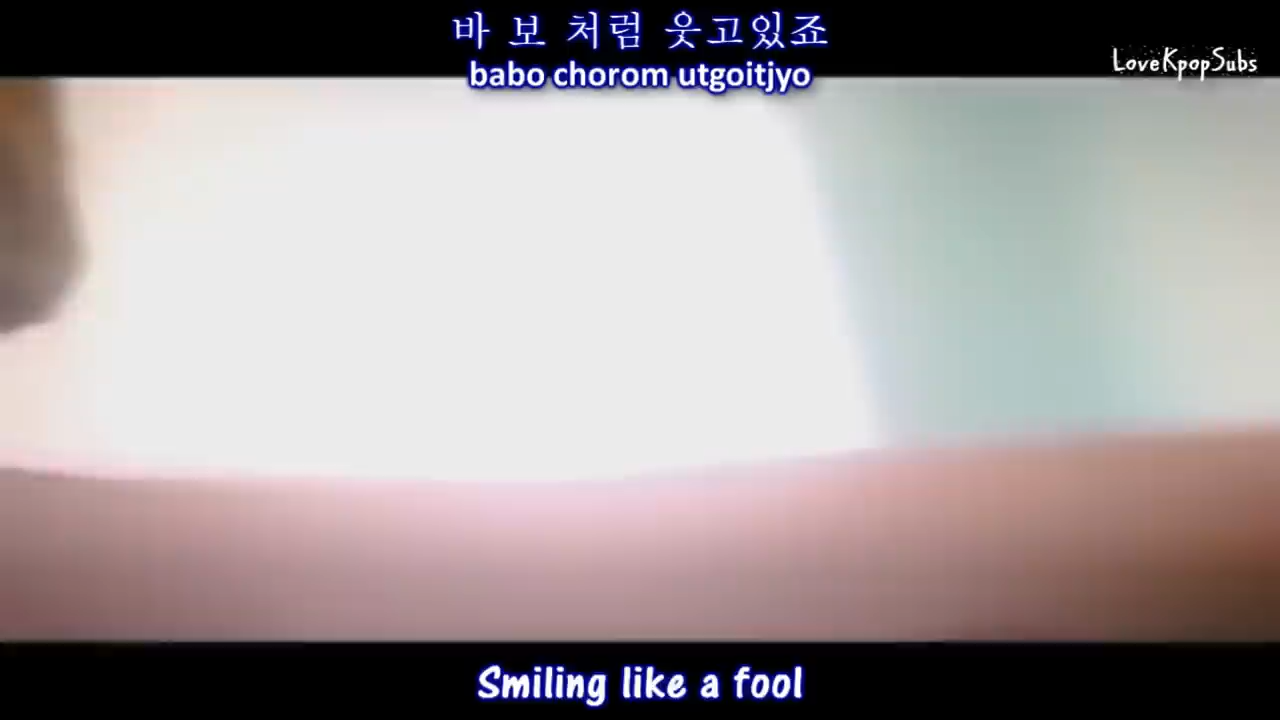 바 보 처럼 웃고있죠
babo chorom utgoitjyo
LoveKpopSubs
Smiling like a fool